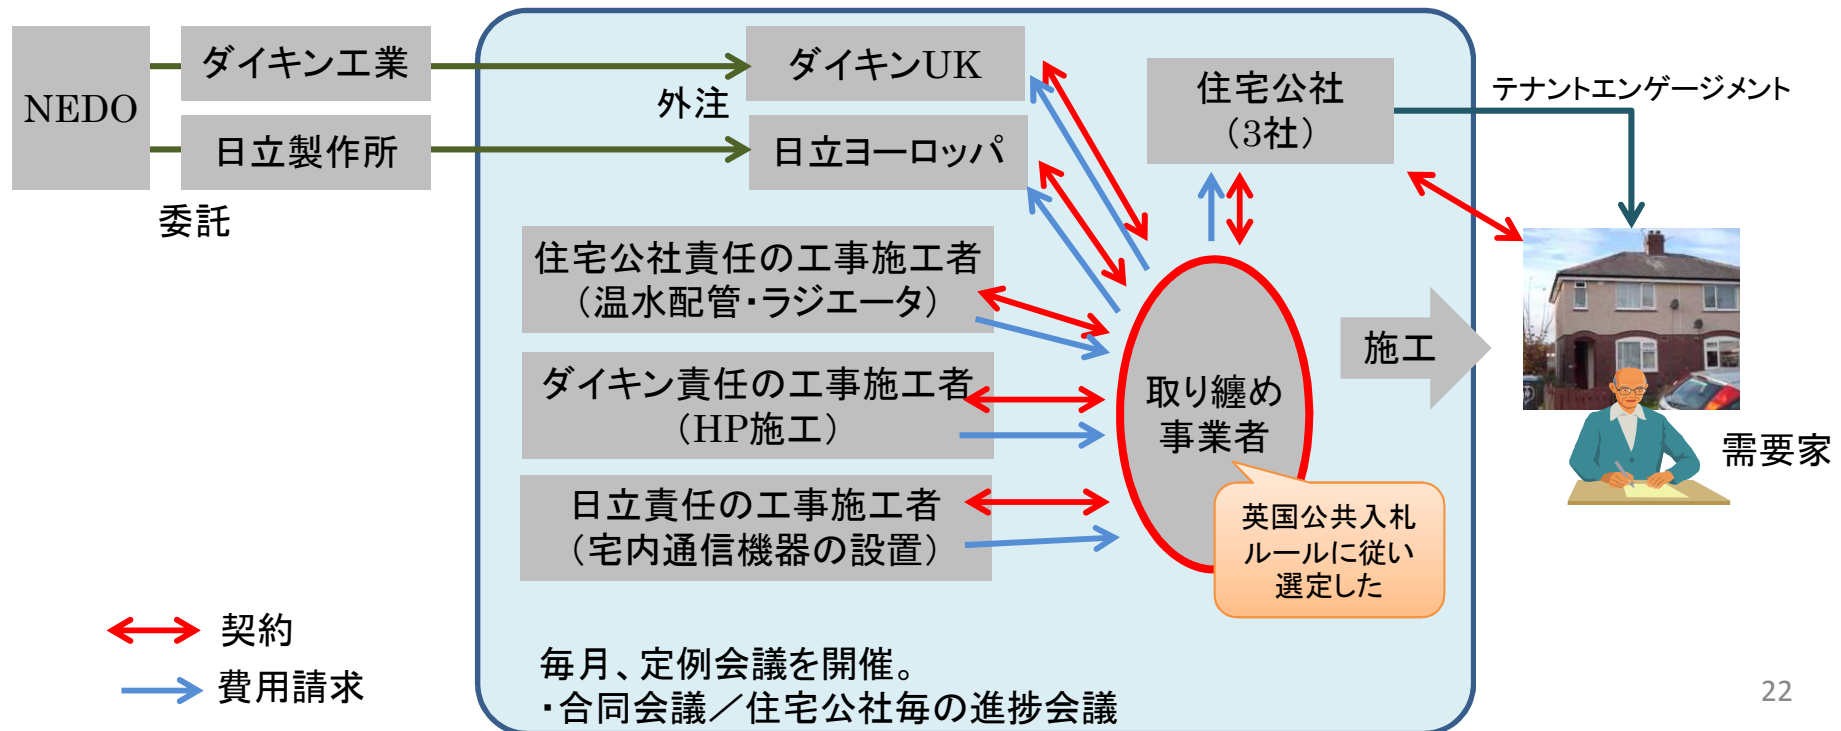 NEDO
ダイキン工業
日立製作所
委託
外注
ダイキンUK
日立ヨーロッパ
住宅公社
（3社）
テナントエンゲージメント
住宅公社責任の工事施工者
（温水配管・ラジエータ）
ダイキン責任の工事施工者
（HP施工）
日立責任の工事施工者
（宅内通信機器の設置）
取り纏め
事業者
施工
需要家
英国公共入札
ルールに従い
選定した
契約
費用請求
毎月、定例会議を開催。
・合同会議／住宅公社毎の進捗会議
22